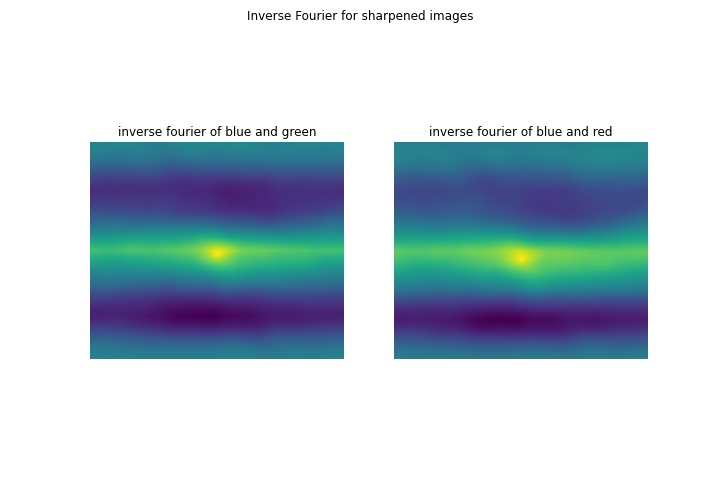 Inverse Fourier for sharpened images
inverse fourier of blue and green
inverse fourier of blue and red